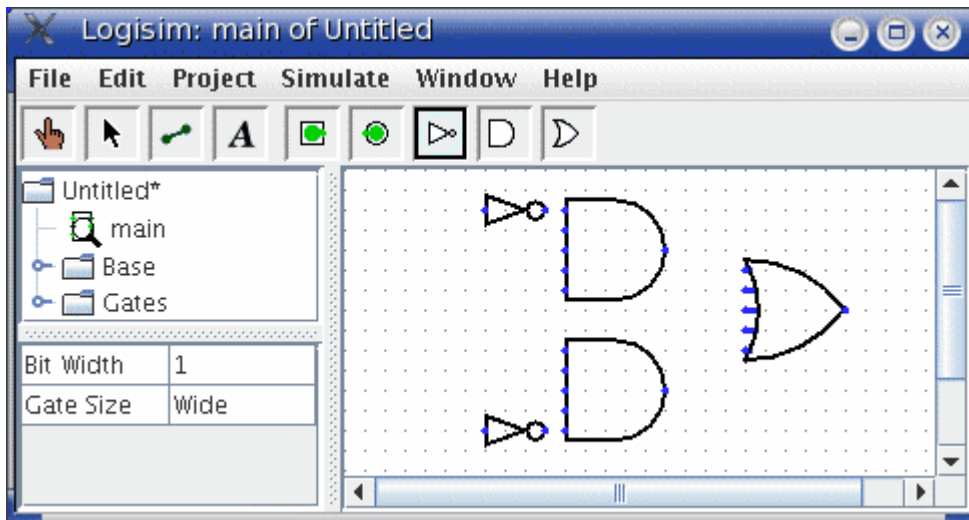 Logisim: main of Untitled
File Edit Project Simulate Window Help
A
Untitled*
main
Base
Gates
Bit Width 1
Gate Size Wide